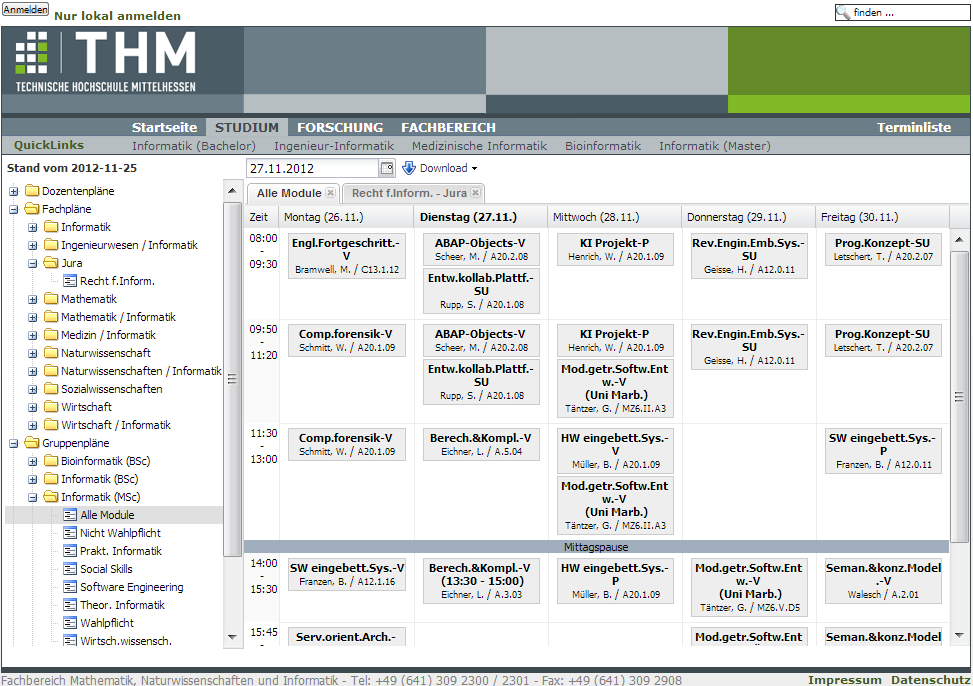 Anmelden
Nur lokal anmelden
finden ...
THM
TECHNISCHE HOCHSCHULE MITTELHESSEN
Startseite STUDIUM FORSCHUNG FACHBEREICH Terminliste
QuickLinks Informatik (Bachelor) Ingenieur-Informatik Medizinische Informatik Bioinformatik Informatik (Master)
Stand vom 2012-11-25
Dozentenpläne
Fachpläne
Informatik
Ingenieurwesen / Informatik
Jura
Recht f.Inform.
Mathematik
Mathematik / Informatik
Medizin / Informatik
Naturwissenschaft
Naturwissenschaften / Informatik
Sozialwissenschaften
Wirtschaft
Wirtschaft / Informatik
Gruppenpläne
Bioinformatik (BSc)
Informatik (BSc)
Informatik (MSc)
Alle Module
Nicht Wahlpflicht
Prakt. Informatik
Social Skills
Software Engineering
Theor. Informatik
Wahlpflicht
Wirtsch.wissensch.
27.11.2012 Download
Alle Module Recht f.Inform. - Jura
Zeit Montag (26.11.) Dienstag (27.11.) Mittwoch (28.11.) Donnerstag (29.11.) Freitag (30.11.)
08:00
-
09:30
Engl.Fortgeschritt.-
V
Bramwell, M. / C13.1.12
ABAP-Objects-V
Scheer, M. / A20.2.08
Entw.kollab.Plattf.-
SU
Rupp, S. / A20.1.08
KI Projekt-P
Henrich, W. / A20.1.09
Rev.Engin.Emb.Sys.-
SU
Geisse, H. / A12.0.11
Prog.Konzept-SU
Letschert, T. / A20.2.07
09:50
-
11:20
Comp.forensik-V
Schmitt, W. / A20.1.09
ABAP-Objects-V
Scheer, M. / A20.2.08
Entw.kollab.Plattf.-
SU
Rupp, S. / A20.1.08
KI Projekt-P
Henrich, W. / A20.1.09
Mod.getr.Softw.Ent
w.-V
(Uni Marb.)
Täntzer, G. / MZ6.II.A3
Rev.Engin.Emb.Sys.-
SU
Geisse, H. / A12.0.11
Prog.Konzept-SU
Letschert, T. / A20.2.07
11:30
-
13:00
Comp.forensik-V
Schmitt, W. / A20.1.09
Berech.&Kompl.-V
Eichner, L. / A.5.04
HW eingebett.Sys.-
V
Müller, B. / A20.1.09
Mod.getr.Softw.Ent
w.-V
(Uni Marb.)
Täntzer, G. / MZ6.II.A3
SW eingebett.Sys.-
P
Franzen, B. / A12.0.11
Mittagspause
14:00
-
15:30
SW eingebett.Sys.-V
Franzen, B. / A12.1.16
Berech.&Kompl.-V
(13:30 - 15:00)
Eichner, L. / A.3.03
HW eingebett.Sys.-
P
Müller, B. / A20.1.09
Mod.getr.Softw.Ent
w.-V
(Uni Marb.)
Täntzer, G. / MZ6.V.D5
Seman.&konz.Model
.-V
Walesch / A.2.01
15:45
-
Serv.orient.Arch.-
Mod.getr.Softw.Ent
Seman.&konz.Model
Fachbereich Mathematik, Naturwissenschaften und Informatik - Tel: +49 (641) 309 2300 / 2301 - Fax: +49 (641) 309 2908 Impressum Datenschutz